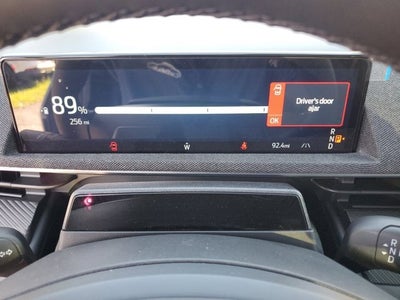 89%
256 mi
Driver's door
ajar
OK
R
N P
D
W
92.4mi
R
N
D